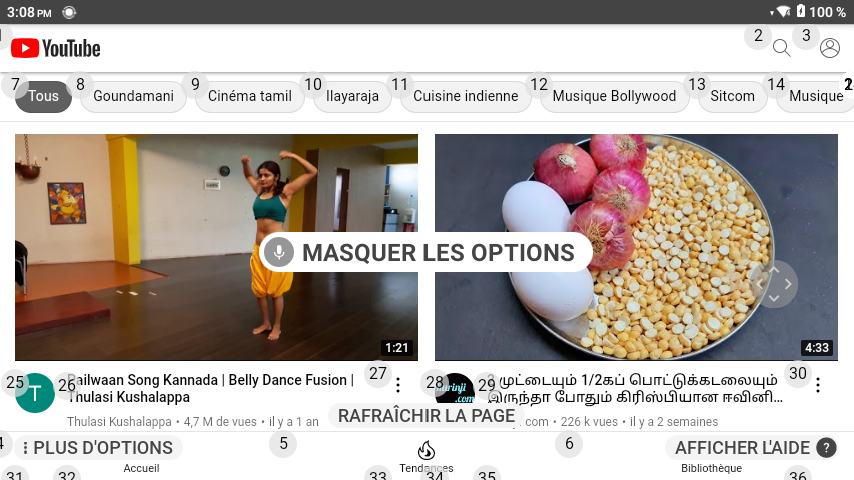 3:08 PM
100 %
YouTube
2
3
7 Tous
8 Goundamani
9 Cinéma tamil
10 Ilayaraja
11 Cuisine indienne
12 Musique Bollywood
13 Sitcom
14 Musique
MASQUER LES OPTIONS
1:21
4:33
25
26
T
Pailwaan Song Kannada | Belly Dance Fusion |
Thulasi Kushalappa
Thulasi Kushalappa • 4,7 M de vues • il y a 1 an
27
28
29
முட்டையும் 1/2கப் பொட்டுக்கடலையும்
இருந்தா போதும் கிரிஸ்பியான ஈவினி...
.com • 226 k vues • il y a 2 semaines
30
RAFRAÎCHIR LA PAGE
PLUS D'OPTIONS
5
6
AFFICHER L'AIDE ?
Accueil
Tendances
Bibliothèque
31
32
33
34
35
36